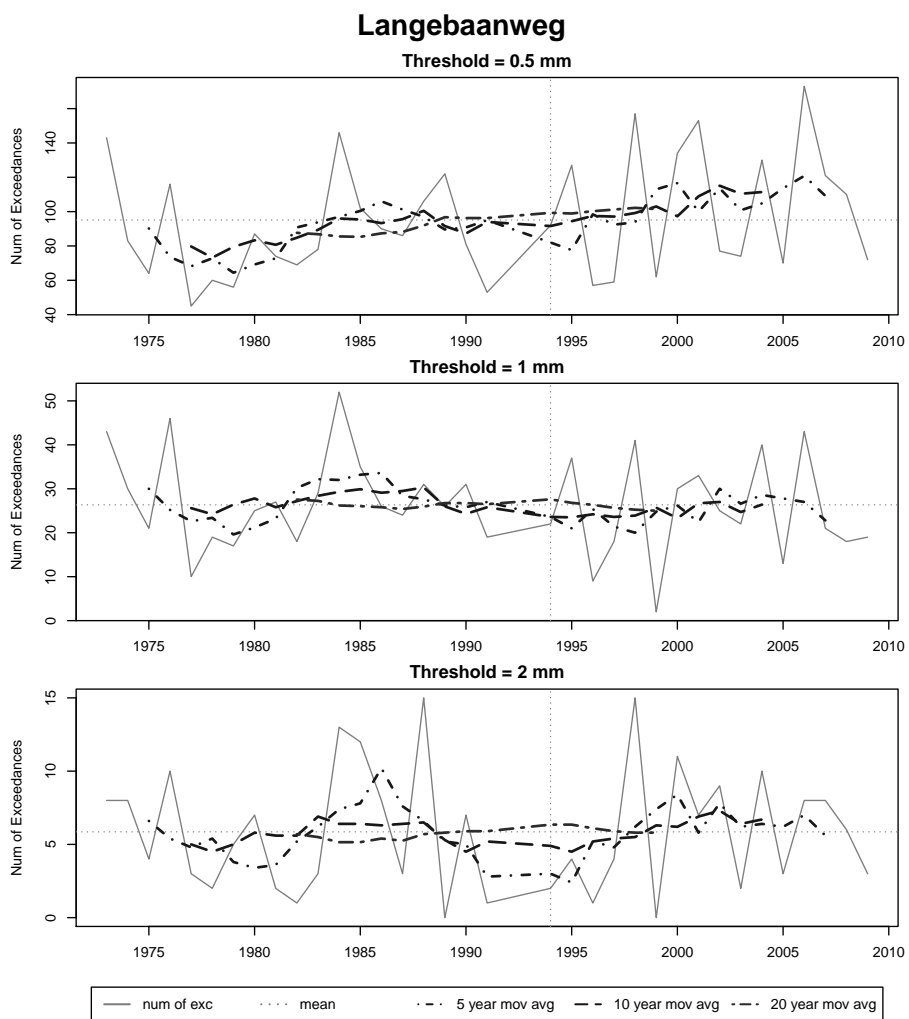 Langebaanweg
Threshold = 0.5 mm
Num of Exceedances
40 60 80 100 140
1975 1980 1985 1990 1995 2000 2005 2010
Threshold = 1 mm
Num of Exceedances
0 10 20 30 40 50
1975 1980 1985 1990 1995 2000 2005 2010
Threshold = 2 mm
Num of Exceedances
0 5 10 15
1975 1980 1985 1990 1995 2000 2005 2010
num of exc mean 5 year mov avg 10 year mov avg 20 year mov avg